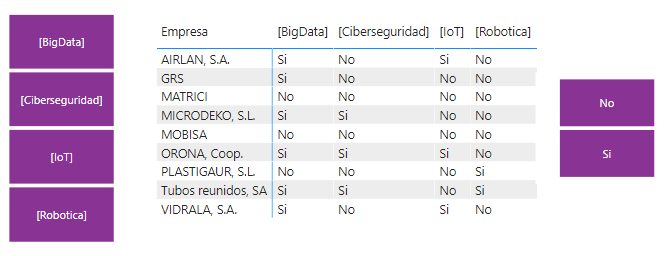 [BigData]
[Ciberseguridad]
[IoT]
[Robotica]
Empresa [BigData] [Ciberseguridad] [IoT] [Robotica]
AIRLAN, S.A. Si No Si No
GRS Si No No No
MATRICI No No No No
MICRODEKO, S.L. Si Si No No
MOBISA No No No No
ORONA, Coop. Si Si Si No
PLASTIGAUR, S.L. No No No Si
Tubos reunidos, SA Si Si No Si
VIDRALA, S.A. Si No Si No
No
Si